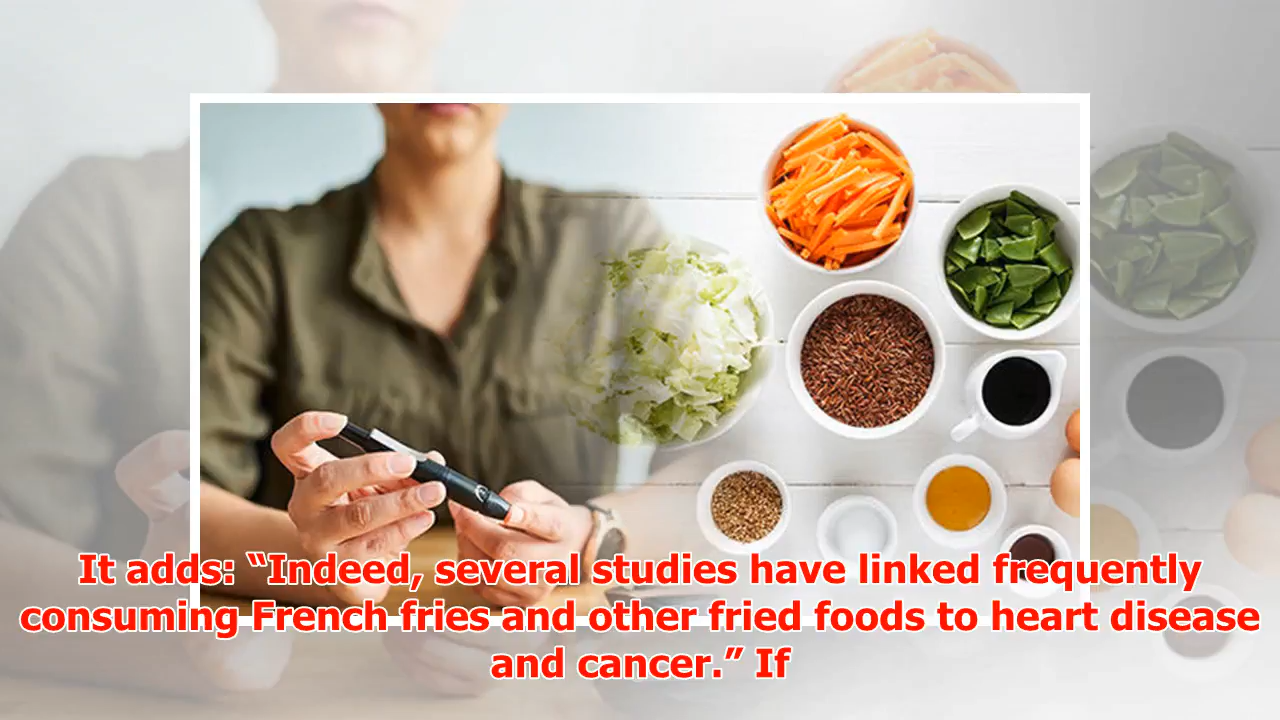 It adds: “Indeed, several studies have linked frequently
consuming French fries and other fried foods to heart disease
and cancer.” If